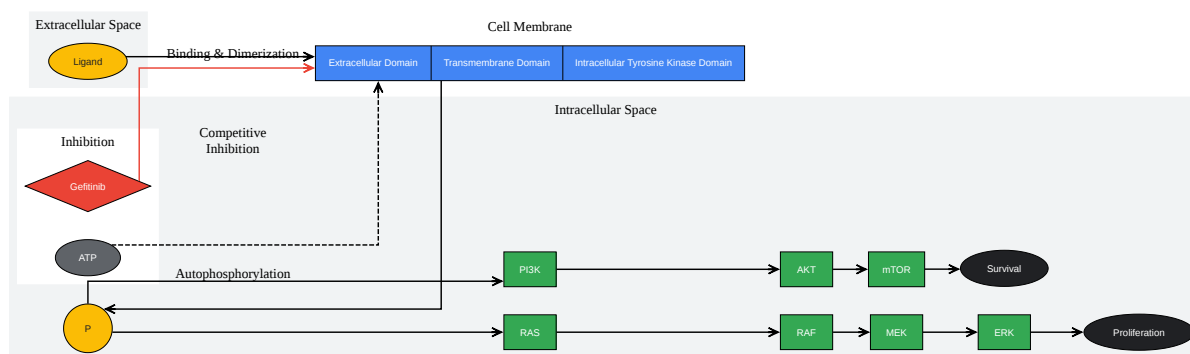 Extracellular Space
Cell Membrane
Binding & Dimerization
Ligand
Extracellular Domain
Transmembrane Domain
Intracellular Tyrosine Kinase Domain
Intracellular Space
Inhibition
Competitive
Inhibition
Gefitinib
ATP
Autophosphorylation
PI3K
AKT
mTOR
Survival
P
RAS
RAF
MEK
ERK
Proliferation